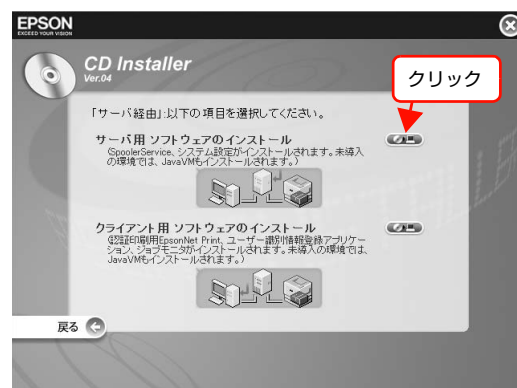 EPSON
EXCEED YOUR VISION
CD Installer
Ver.04
クリック
「サーバ経由」:以下の項目を選択してください。
サーバ用 ソフトウェアのインストール
(SpoolerService、システム設定がインストールされます。未導入
の環境では、JavaVMもインストールされます。)
クライアント用 ソフトウェアのインストール
(認証印刷用EpsonNet Print、ユーザー識別情報登録アプリケー
ション、ジョブモニタがインストールされます。未導入の環境では、
JavaVMもインストールされます。)
戻る